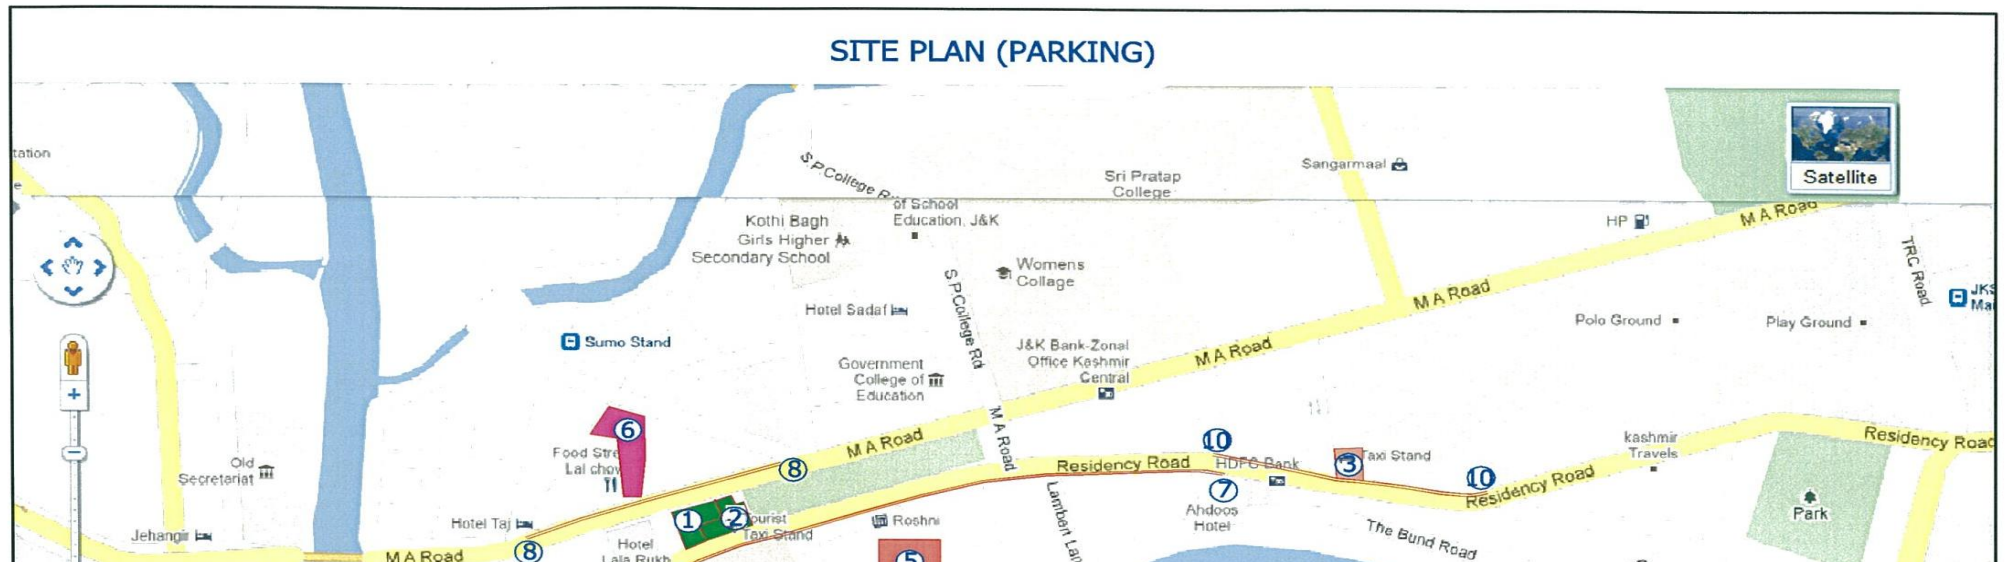 SITE PLAN (PARKING)
tation
e
S.P.College R
of School
Education, J&K
Kothi Bagh
Girls Higher
Secondary School
Sri Pratap
College
Sangarmaal
Satellite
HP
M A Road
TRC Road
JKS
Ma
Womens
Collage
S P.College Rd
Hotel Sadaf
M A Road
Polo Ground
Play Ground
Sumo Stand
J&K Bank-Zonal
Office Kashmir
Central
M A Road
Government
College of
Education
M A Road
M A Road
6
Food Stre
Lal chow
8
Old
Secretariat
Residency Road
10
HDFC Bank
7
Ahdoos
Hotel
3
Taxi Stand
10
Residency Road
kashmir
Travels
Residency Road
Park
Lambert Lan
The Bund Road
Hotel Taj
8
1
2
Tourist
Taxi Stand
Roshni
5
Hotel
Lala Rukh
Jehangir
M A Road